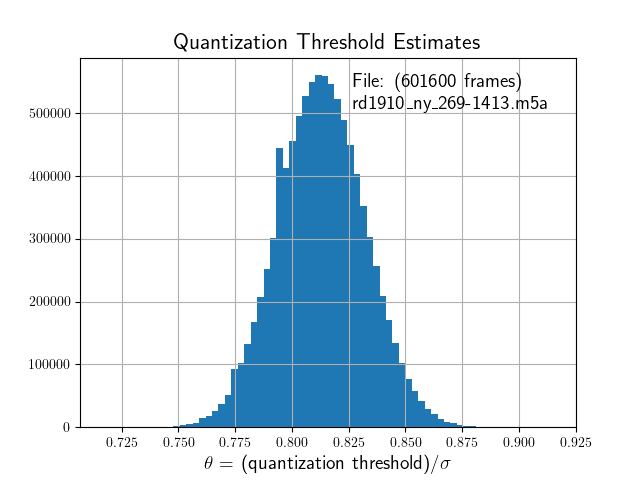 Quantization Threshold Estimates
File: (601600 frames)
rd1910_ny_269-1413.m5a
500000
400000
300000
200000
100000
0
0.725 0.750 0.775 0.800 0.825 0.850 0.875 0.900 0.925
θ = (quantization threshold)/σ